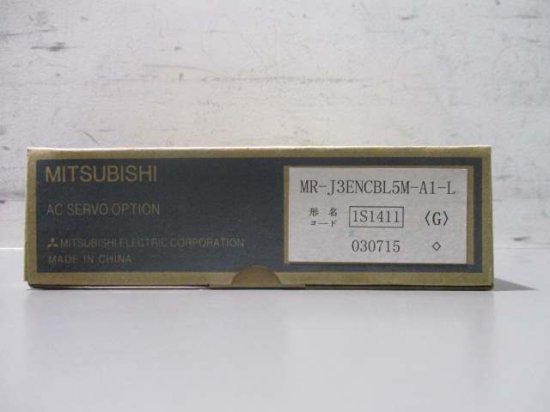 MITSUBISHI
AC SERVO OPTION
MITSUBISHI ELECTRIC CORPORATION
MADE IN CHINA
MR-J3ENCBL5M-A1-L
形名
コード
1S1411
〈G〉
030715